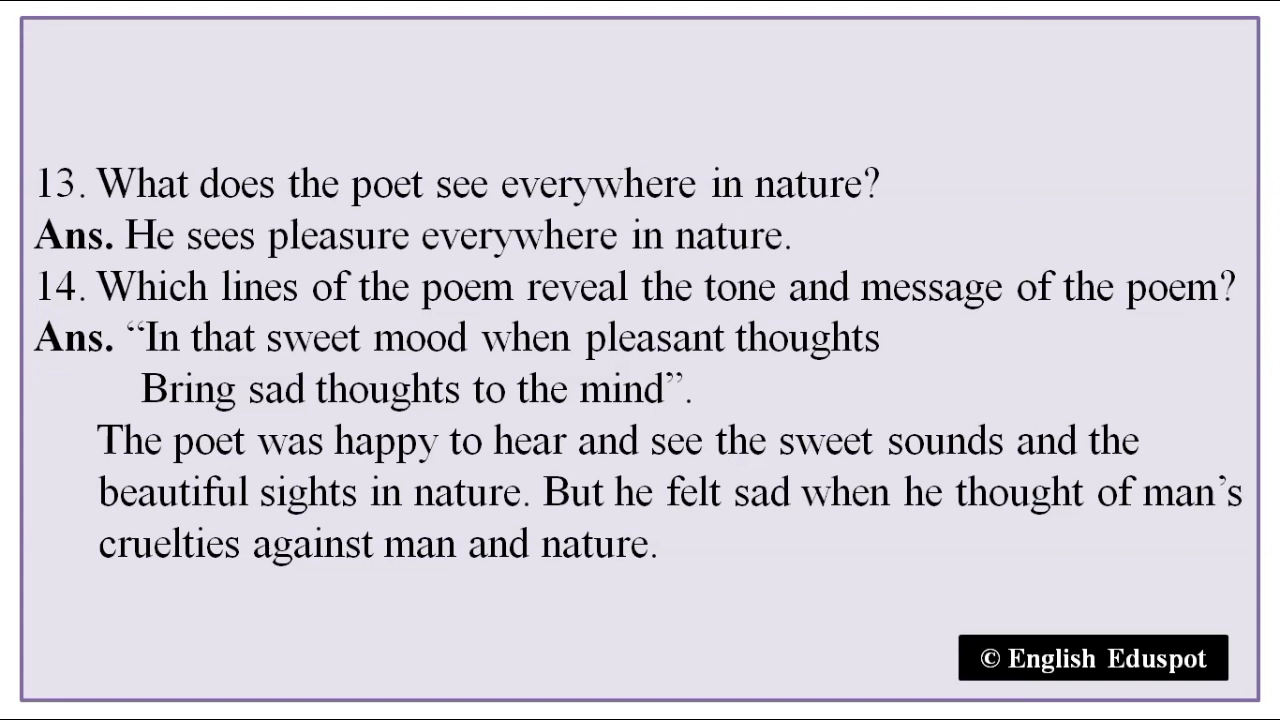 13. What does the poet see everywhere in nature?
Ans. He sees pleasure everywhere in nature.
14. Which lines of the poem reveal the tone and message of the poem?
Ans. “In that sweet mood when pleasant thoughts
Bring sad thoughts to the mind”.
The poet was happy to hear and see the sweet sounds and the
beautiful sights in nature. But he felt sad when he thought of man’s
cruelties against man and nature.
© English Eduspot